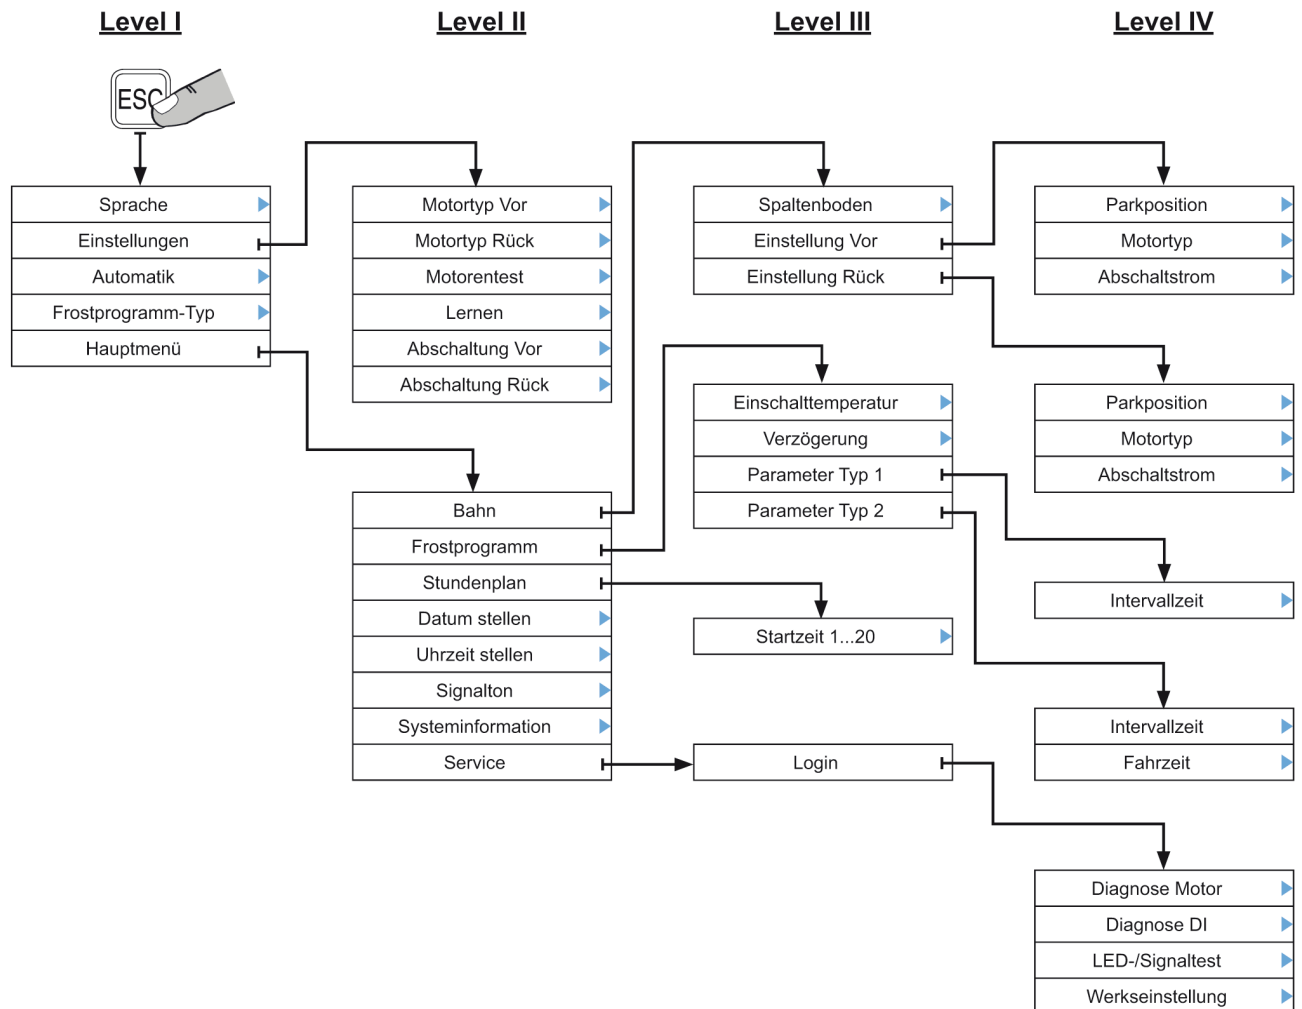 Level I
Level II
Level III
Level IV
ESC
Sprache
Einstellungen
Automatik
Frostprogramm-Typ
Hauptmenü
Motortyp Vor
Motortyp Rück
Motorentest
Lernen
Abschaltung Vor
Abschaltung Rück
Bahn
Frostprogramm
Stundenplan
Datum stellen
Uhrzeit stellen
Signalton
Systeminformation
Service
Spaltenboden
Einstellung Vor
Einstellung Rück
Einschalttemperatur
Verzögerung
Parameter Typ 1
Parameter Typ 2
Startzeit 1...20
Login
Parkposition
Motortyp
Abschaltstrom
Parkposition
Motortyp
Abschaltstrom
Intervallzeit
Intervallzeit
Fahrzeit
Diagnose Motor
Diagnose DI
LED-/Signaltest
Werkseinstellung